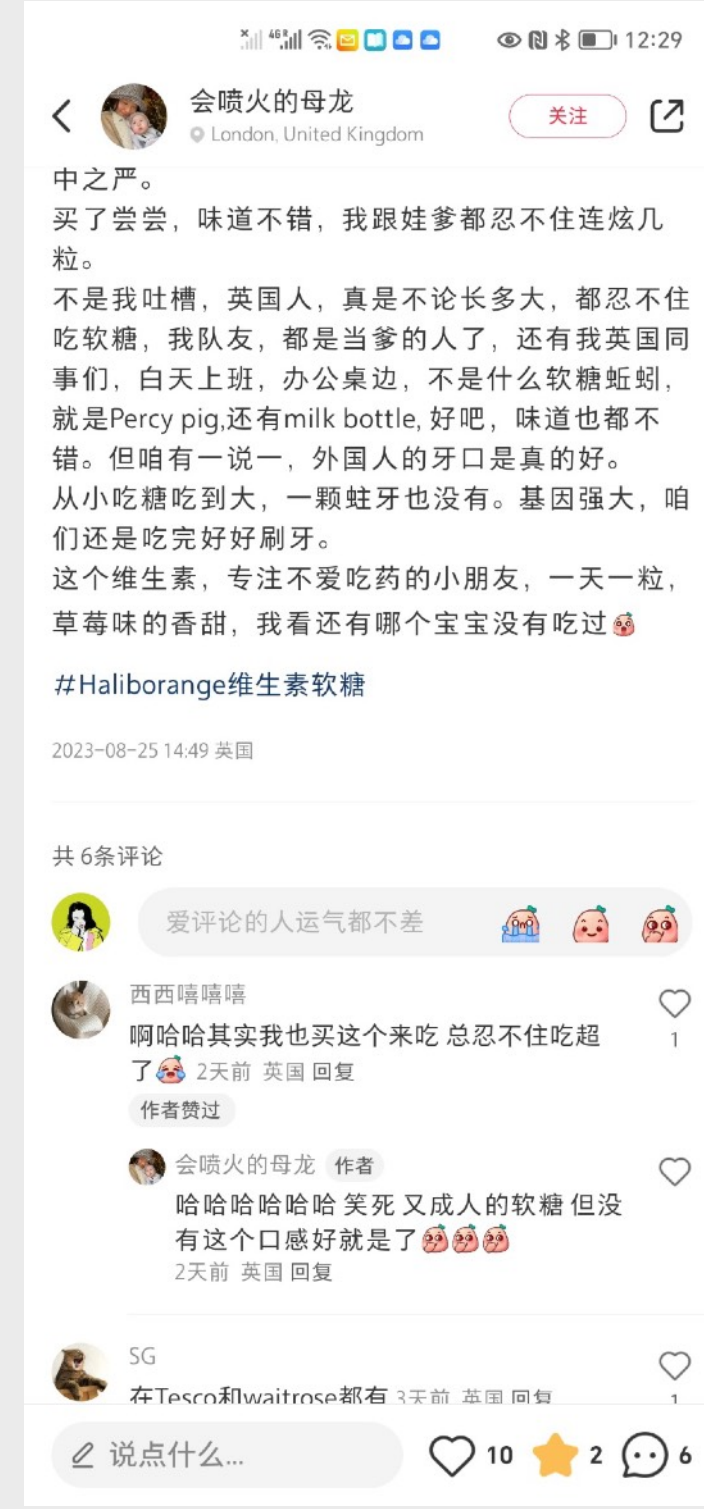 4G R
12:29
会喷火的母龙
London, United Kingdom
关注
中之严。
买了尝尝，味道不错，我跟娃爹都忍不住连炫几
粒。
不是我吐槽，英国人，真是不论长多大，都忍不住
吃软糖，我队友，都是当爹的人了，还有我英国同
事们，白天上班，办公桌边，不是什么软糖蚯蚓，
就是Percy pig,还有milk bottle, 好吧，味道也都不
错。但咱有一说一，外国人的牙口是真的好。
从小吃糖吃到大，一颗蛀牙也没有。基因强大，咱
们还是吃完好好刷牙。
这个维生素，专注不爱吃药的小朋友，一天一粒，
草莓味的香甜，我看还有哪个宝宝没有吃过
#Haliborange维生素软糖
2023-08-25 14:49 英国
共 6条评论
爱评论的人运气都不差
西西嘻嘻嘻
啊哈哈其实我也买这个来吃 总忍不住吃超
了 2天前 英国 回复
1
作者赞过
会喷火的母龙 作者
哈哈哈哈哈哈 笑死 又成人的软糖 但没
有这个口感好就是了
2天前 英国 回复
SG
在Tesco和waitrose都有 3天前 英国 回复
1
说点什么...
10
2
6